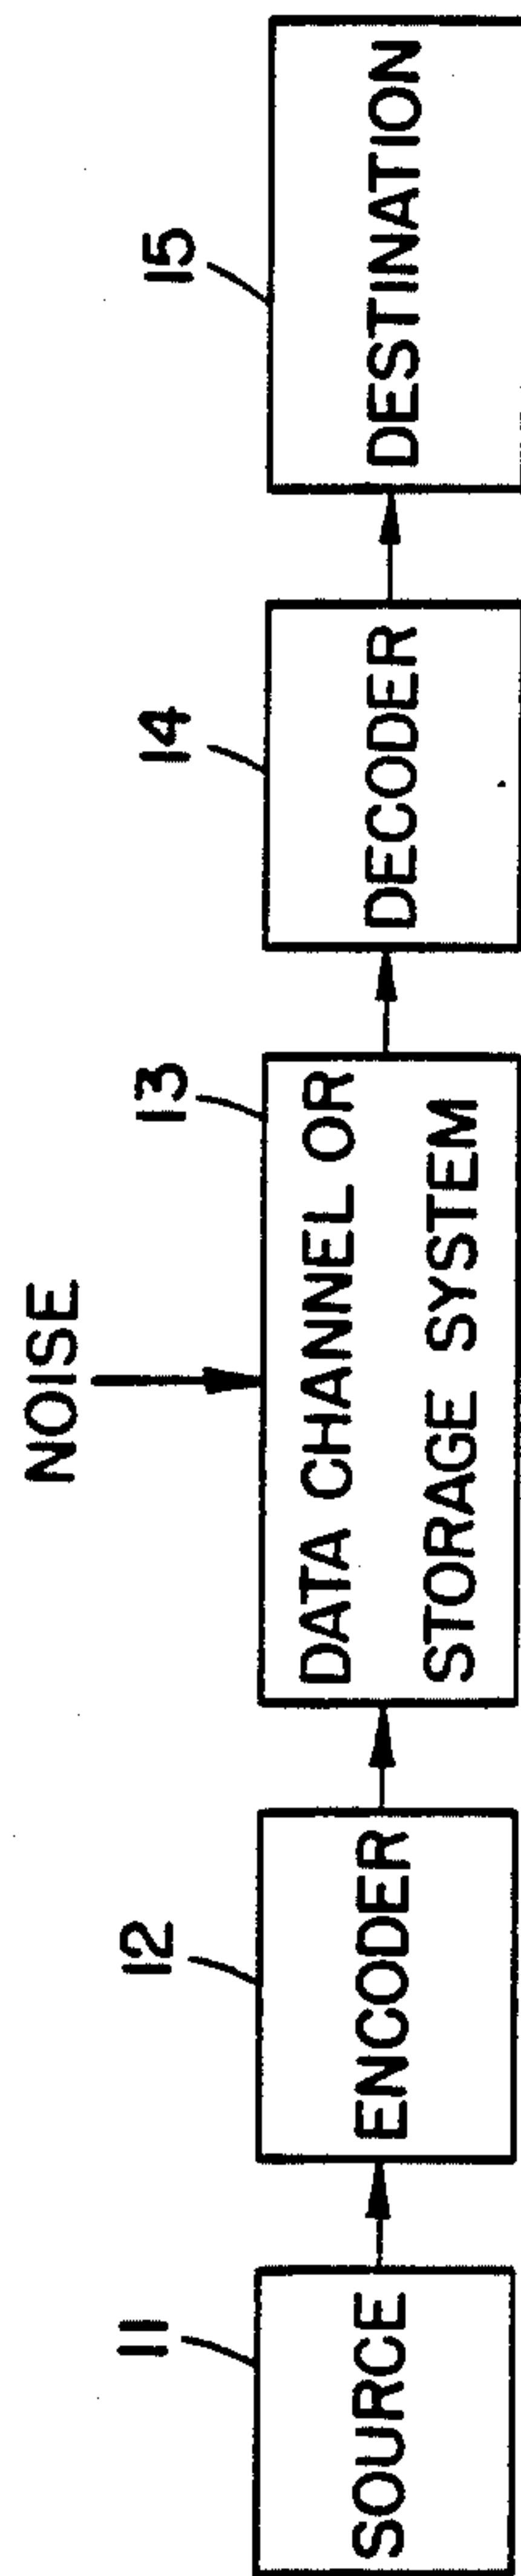 NOISE
11
12
13
14
15
SOURCE
ENCODER
DATA CHANNEL OR
STORAGE SYSTEM
DECODER
DESTINATION